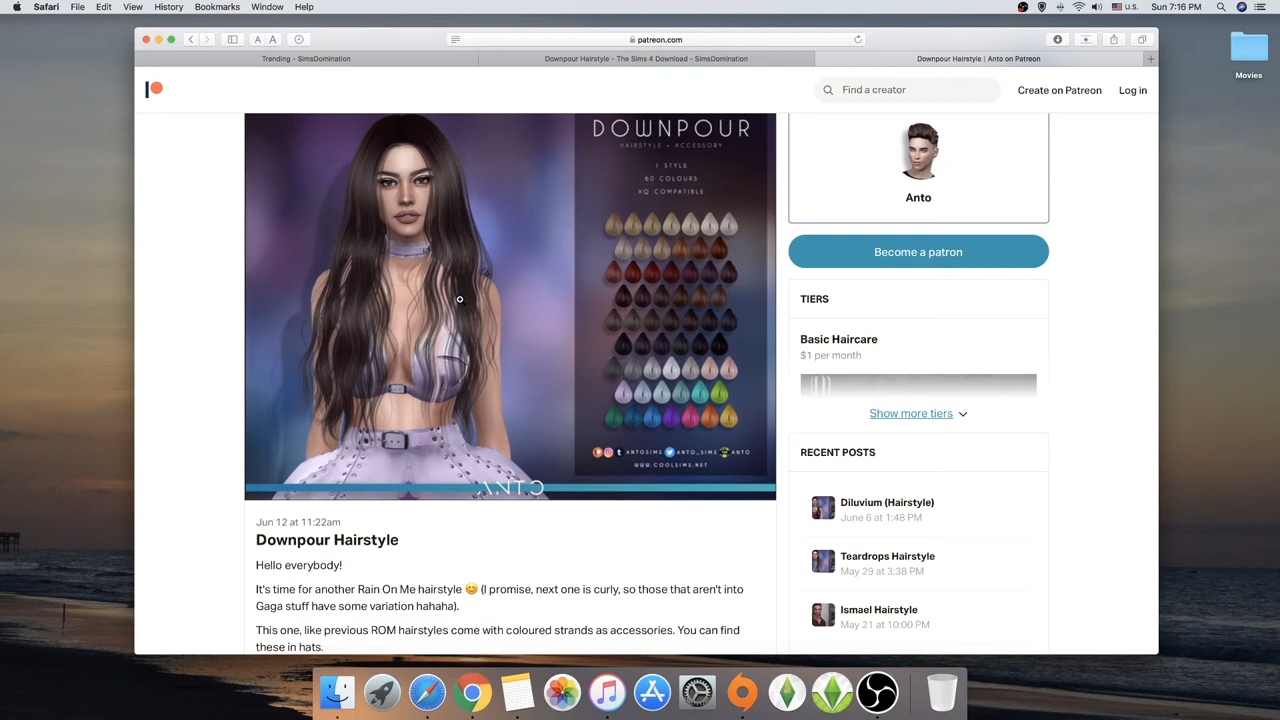 Safari File Edit View History Bookmarks Window Help
U.S. Sun 7:16 PM
patreon.com
Trending - SimsDomination
Downpour Hairstyle - The Sims 4 Download - SimsDomination
Downpour Hairstyle | Anto on Patreon
Movies
Find a creator
Create on Patreon
Log in
DOWNPOUR
HAIRSTYLE + ACCESSORY
1 STYLE
60 COLOURS
HQ COMPATIBLE
ANTOSIMS ANTO_SIMS ANTO
WWW.COOLSIMS.NET
ANTO
Jun 12 at 11:22am
Downpour Hairstyle
Hello everybody!
It's time for another Rain On Me hairstyle 😊 (I promise, next one is curly, so those that aren't into
Gaga stuff have some variation hahaha).
This one, like previous ROM hairstyles come with coloured strands as accessories. You can find
these in hats.
Anto
Become a patron
TIERS
Basic Haircare
$1 per month
Show more tiers
RECENT POSTS
Diluvium (Hairstyle)
June 6 at 1:48 PM
Teardrops Hairstyle
May 29 at 3:38 PM
Ismael Hairstyle
May 21 at 10:00 PM